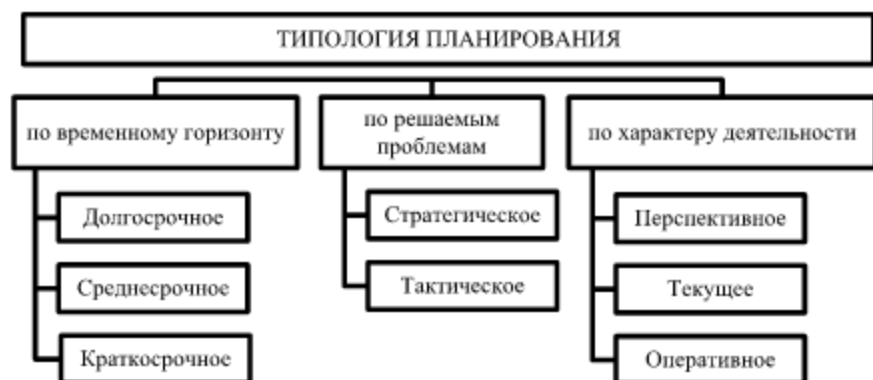 ТИПОЛОГИЯ ПЛАНИРОВАНИЯ
по временному горизонту
Долгосрочное
Среднесрочное
Краткосрочное
по решаемым
проблемам
Стратегическое
Тактическое
по характеру деятельности
Перспективное
Текущее
Оперативное